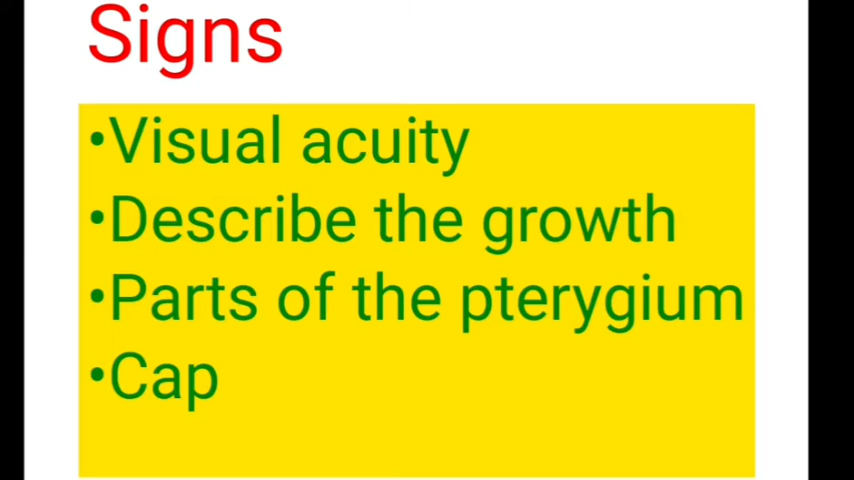 Signs
•Visual acuity
•Describe the growth
•Parts of the pterygium
•Cap